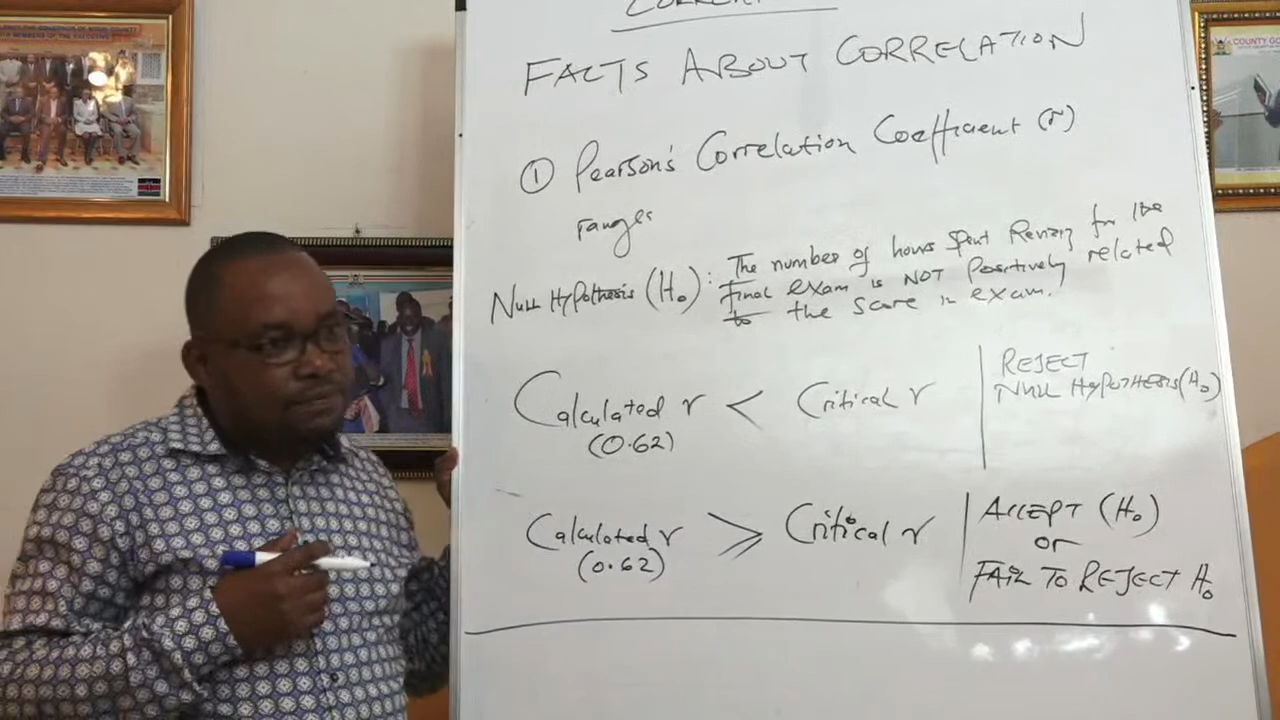 FACTS ABOUT CORRELATION
① Pearson's Correlation Coefficient (r)
ranges
Null Hypothesis (H₀): The number of hours spent for the
final exam is NOT Positively related
to the score in exam.
Calculated r < Critical r
(0.62)
REJECT
NULL HYPOTHESIS (H₀)
Calculated r > Critical r
(0.62)
ACCEPT (H₀)
or
FAIL TO REJECT H₀
COUNTY